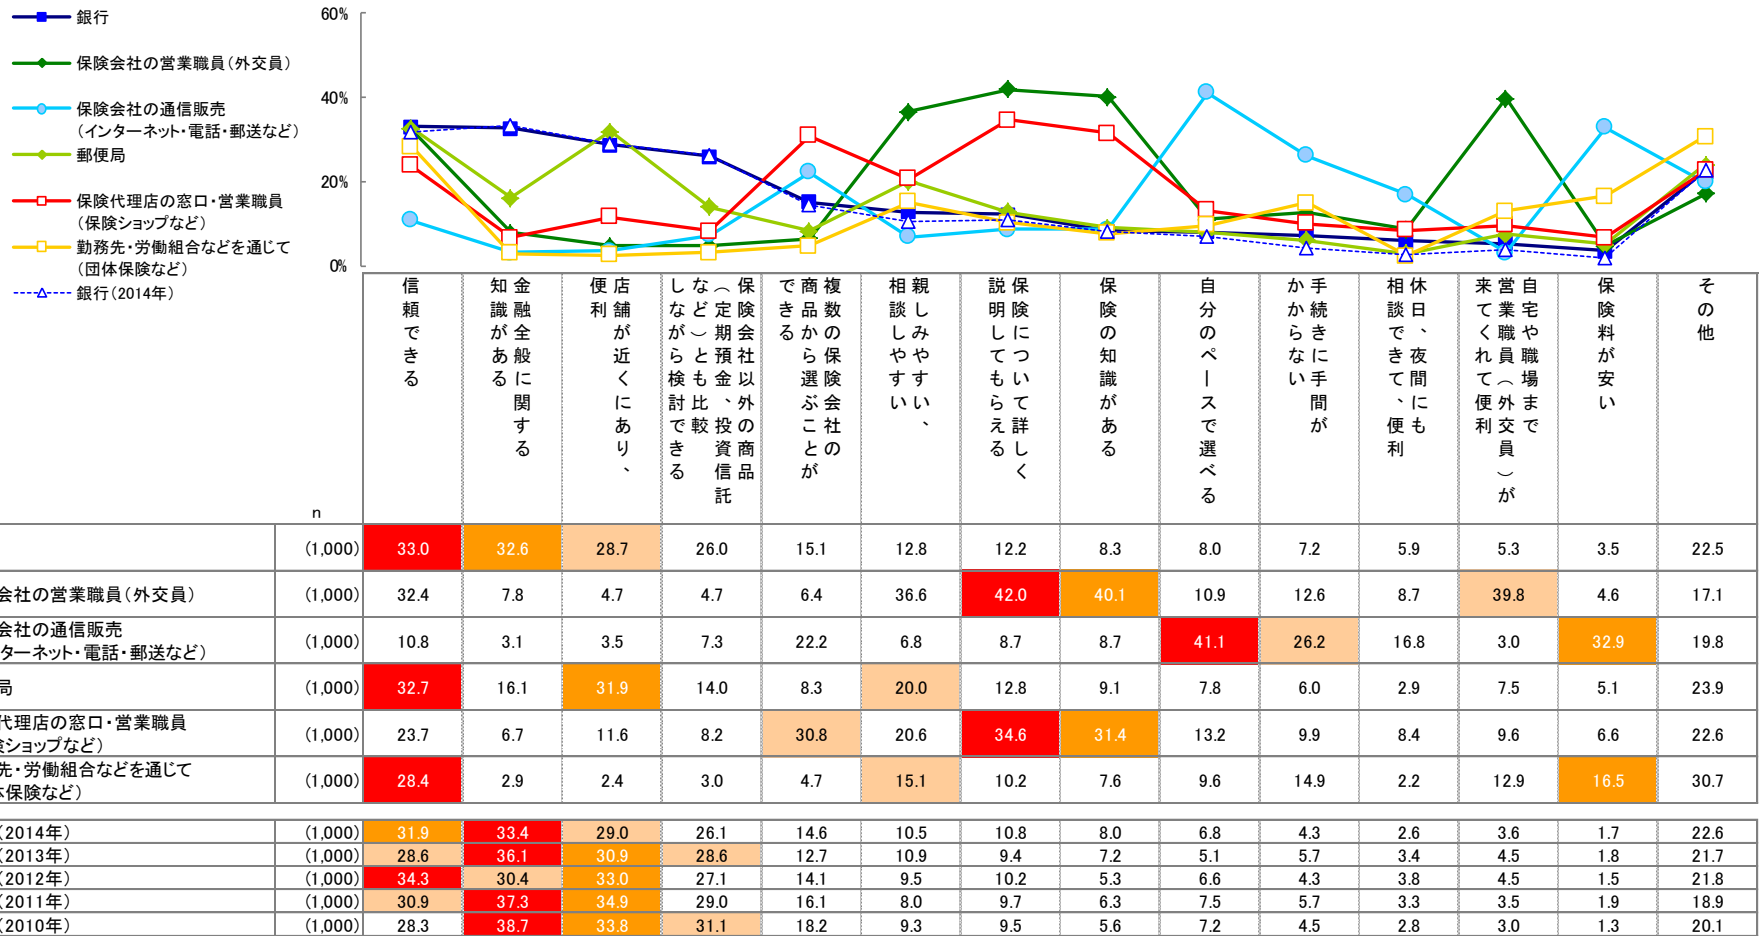 銀行
保険会社の営業職員(外交員)
保険会社の通信販売
(インターネット・電話・郵送など)
郵便局
保険代理店の窓口・営業職員
(保険ショップなど)
勤務先・労働組合などを通じて
(団体保険など)
銀行(2014年)
60%
40%
20%
0%
信頼できる
金融全般に関する
知識がある
店舗が近くにあり、
便利
保険会社以外の商品
(定期預金、投資信託
など)とも比較
しながら検討できる
複数の保険会社の
商品から選ぶことが
できる
親しみやすい、
相談しやすい
保険について詳しく
説明してもらえる
保険の知識がある
自分のペースで選べる
手続きに手間が
かからない
休日、夜間にも
相談できて、便利
自宅や職場まで
営業職員(外交員)が
来てくれて便利
保険料が安い
その他
n
(1,000) 33.0 32.6 28.7 26.0 15.1 12.8 12.2 8.3 8.0 7.2 5.9 5.3 3.5 22.5
会社の営業職員(外交員) (1,000) 32.4 7.8 4.7 4.7 6.4 36.6 42.0 40.1 10.9 12.6 8.7 39.8 4.6 17.1
会社の通信販売
ターネット・電話・郵送など) (1,000) 10.8 3.1 3.5 7.3 22.2 6.8 8.7 8.7 41.1 26.2 16.8 3.0 32.9 19.8
局 (1,000) 32.7 16.1 31.9 14.0 8.3 20.0 12.8 9.1 7.8 6.0 2.9 7.5 5.1 23.9
代理店の窓口・営業職員
ショップなど) (1,000) 23.7 6.7 11.6 8.2 30.8 20.6 34.6 31.4 13.2 9.9 8.4 9.6 6.6 22.6
先・労働組合などを通じて
保険など) (1,000) 28.4 2.9 2.4 3.0 4.7 15.1 10.2 7.6 9.6 14.9 2.2 12.9 16.5 30.7
(2014年) (1,000) 31.9 33.4 29.0 26.1 14.6 10.5 10.8 8.0 6.8 4.3 2.6 3.6 1.7 22.6
(2013年) (1,000) 28.6 36.1 30.9 28.6 12.7 10.9 9.4 7.2 5.1 5.7 3.4 4.5 1.8 21.7
(2012年) (1,000) 34.3 30.4 33.0 27.1 14.1 9.5 10.2 5.3 6.6 4.3 3.8 4.5 1.5 21.8
(2011年) (1,000) 30.9 37.3 34.9 29.0 16.1 8.0 9.7 6.3 7.5 5.7 3.3 3.5 1.9 18.9
(2010年) (1,000) 28.3 38.7 33.8 31.1 18.2 9.3 9.5 5.6 7.2 4.5 2.8 3.0 1.3 20.1